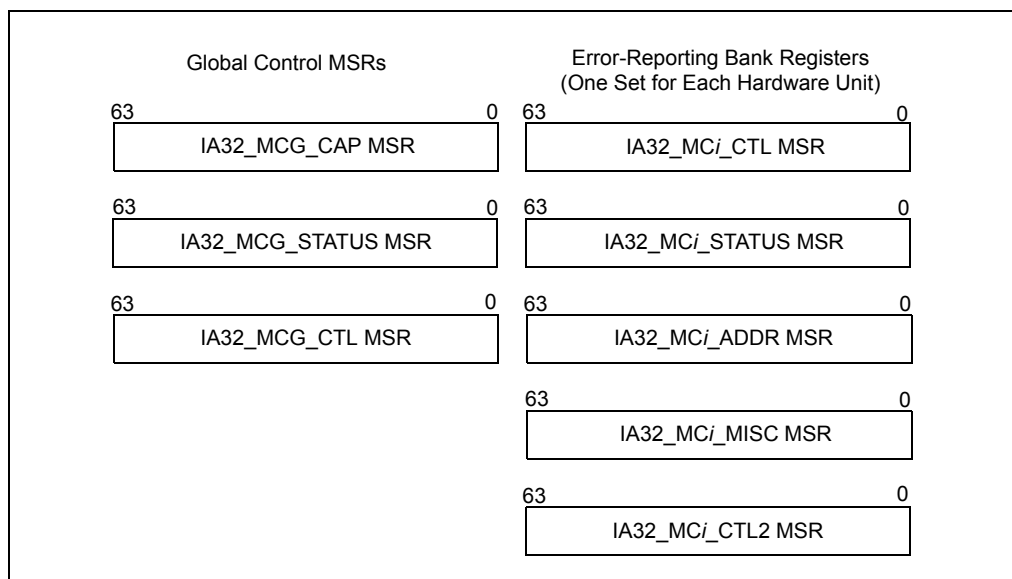 Global Control MSRs
63 0
IA32_MCG_CAP MSR
63 0
IA32_MCG_STATUS MSR
63 0
IA32_MCG_CTL MSR
Error-Reporting Bank Registers
(One Set for Each Hardware Unit)
63 0
IA32_MCi_CTL MSR
63 0
IA32_MCi_STATUS MSR
63 0
IA32_MCi_ADDR MSR
63 0
IA32_MCi_MISC MSR
63 0
IA32_MCi_CTL2 MSR